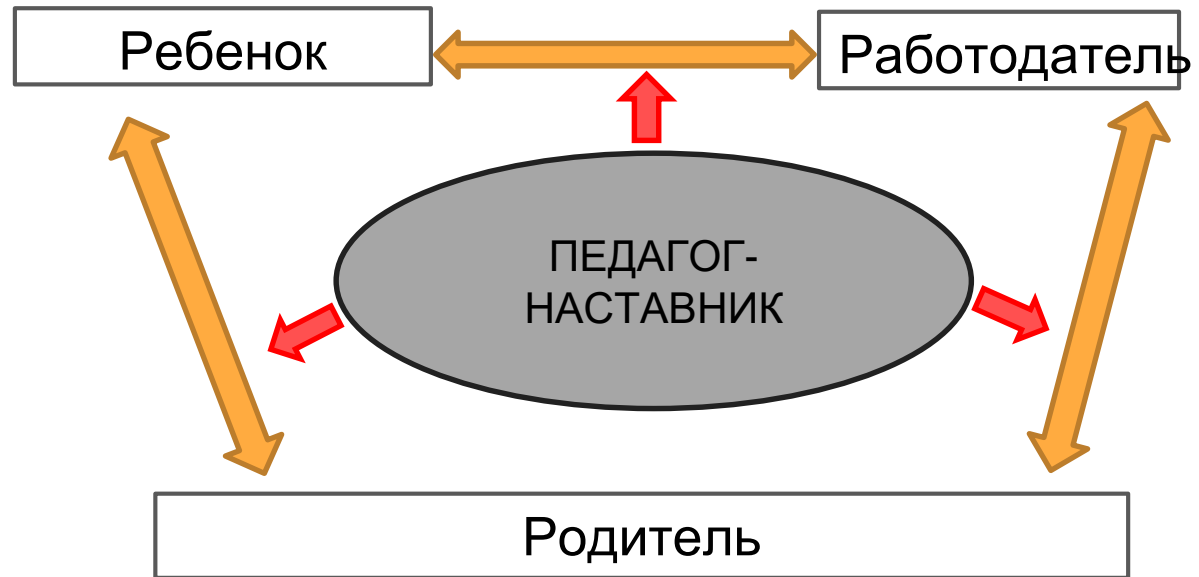 Ребенок
Работодатель
ПЕДАГОГ-
НАСТАВНИК
Родитель